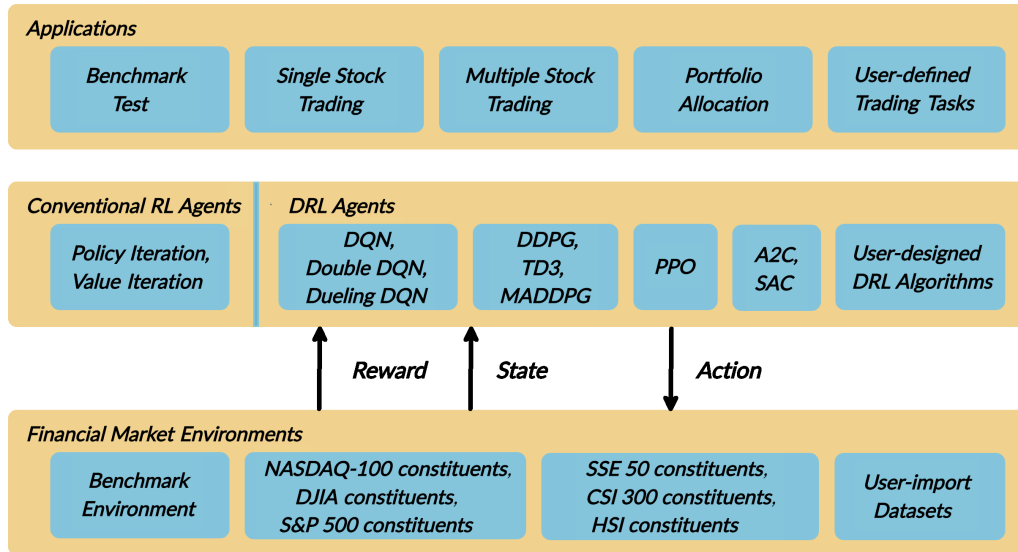 Applications
Benchmark
Test
Single Stock
Trading
Multiple Stock
Trading
Portfolio
Allocation
User-defined
Trading Tasks
Conventional RL Agents
Policy Iteration,
Value Iteration
DRL Agents
DQN,
Double DQN,
Dueling DQN
DDPG,
TD3,
MADDPG
PPO
A2C,
SAC
User-designed
DRL Algorithms
Reward
State
Action
Financial Market Environments
Benchmark
Environment
NASDAQ-100 constituents,
DJIA constituents,
S&P 500 constituents
SSE 50 constituents,
CSI 300 constituents,
HSI constituents
User-import
Datasets